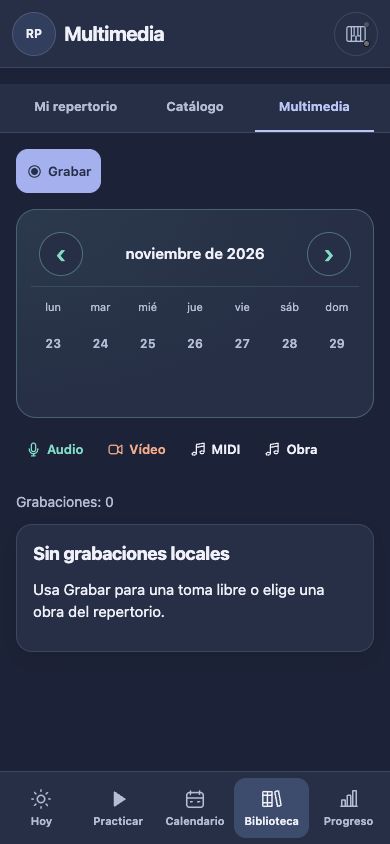 RP Multimedia
Mi repertorio Catálogo Multimedia
Grabar
noviembre de 2026
lun mar mié jue vie sáb dom
23 24 25 26 27 28 29
Audio Vídeo MIDI Obra
Grabaciones: 0
Sin grabaciones locales
Usa Grabar para una toma libre o elige una
obra del repertorio.
Hoy Practicar Calendario Biblioteca Progreso